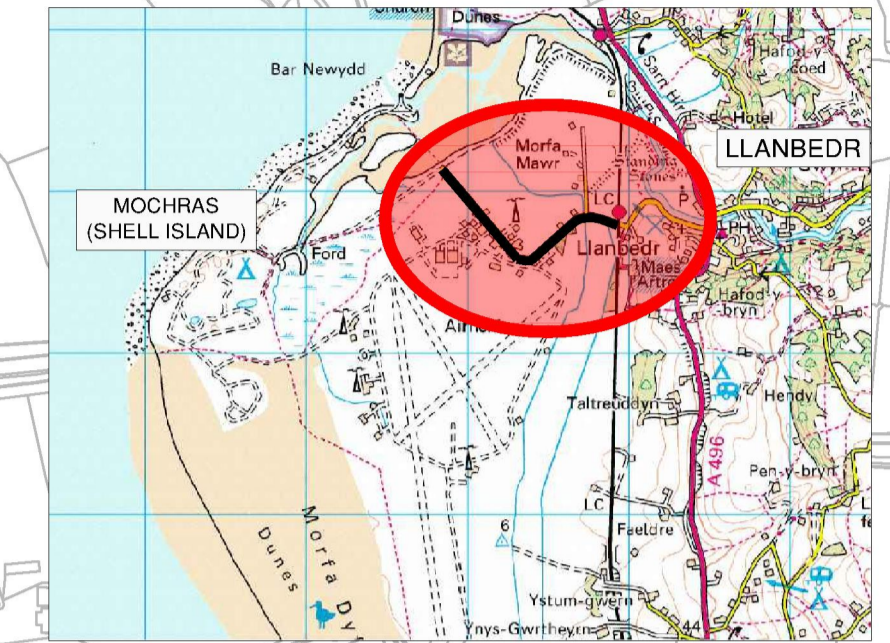 Dunes
Bar Newydd
Hafod-y
coed
Sarn Hir
Hotel
Morfa
Mawr
Standing
Stones
LLANBEDR
MOCHRAS
(SHELL ISLAND)
LC
P
PH
Ford
Llanbedr
Maes
Artro
Hafod-y
bryn
Taltreuddyn
Hendy
A 496
Pen-y-bryn
LC
Faeldre
6
Morfa Dy
Dunes
Ystum-gwern
Ynys-Gwrtheyrn
44